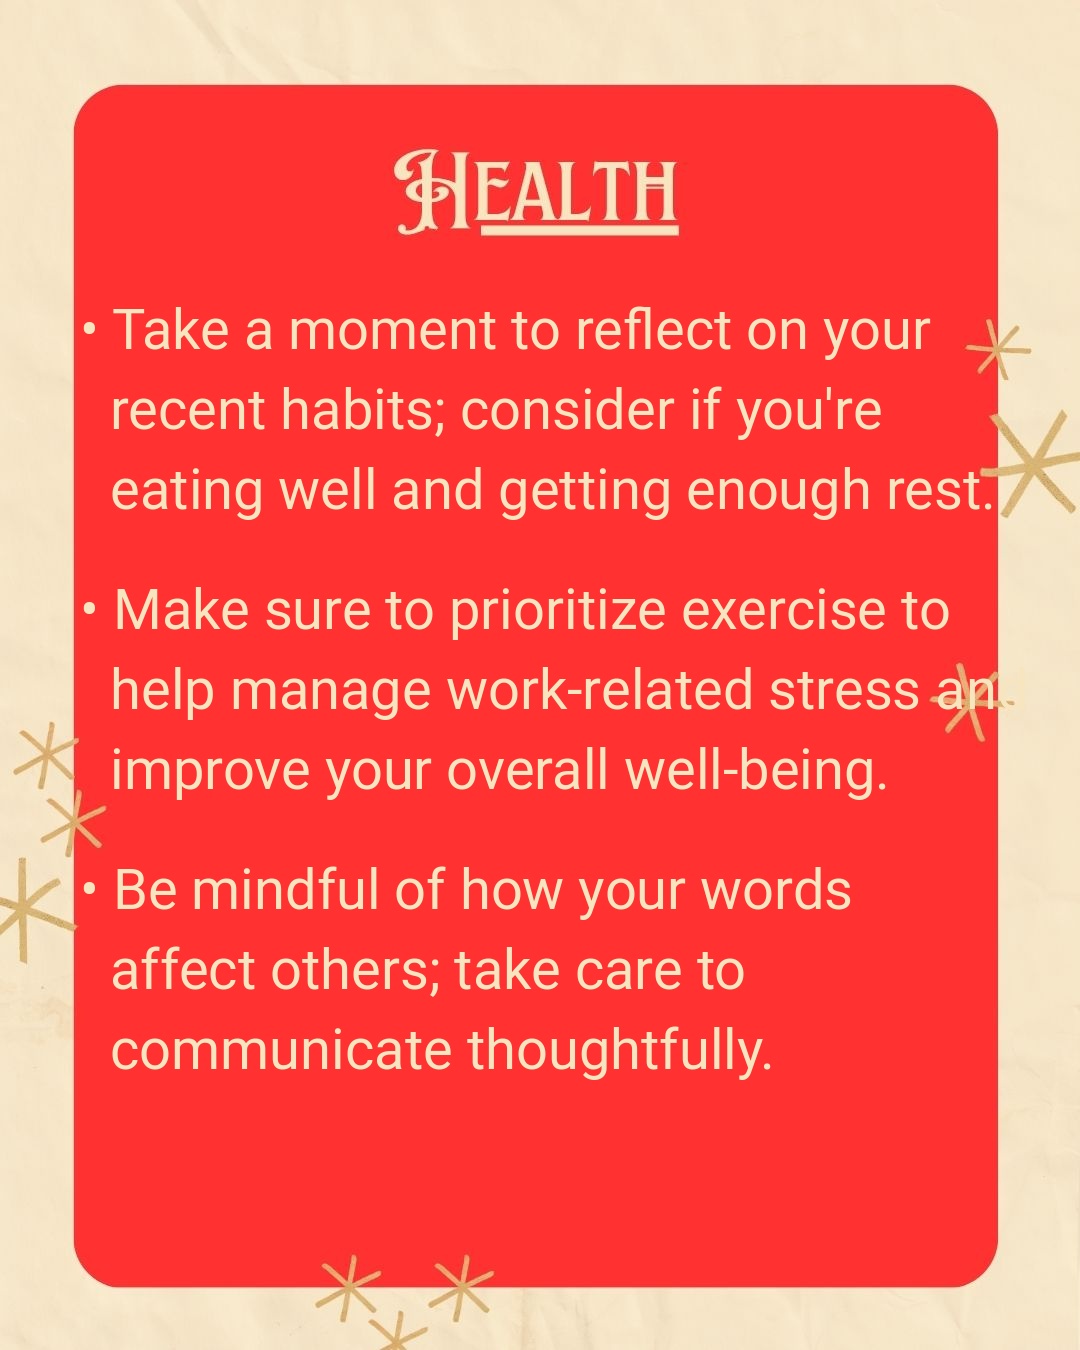 Health
• Take a moment to reflect on your
recent habits; consider if you're
eating well and getting enough rest.
• Make sure to prioritize exercise to
help manage work-related stress an
improve your overall well-being.
• Be mindful of how your words
affect others; take care to
communicate thoughtfully.